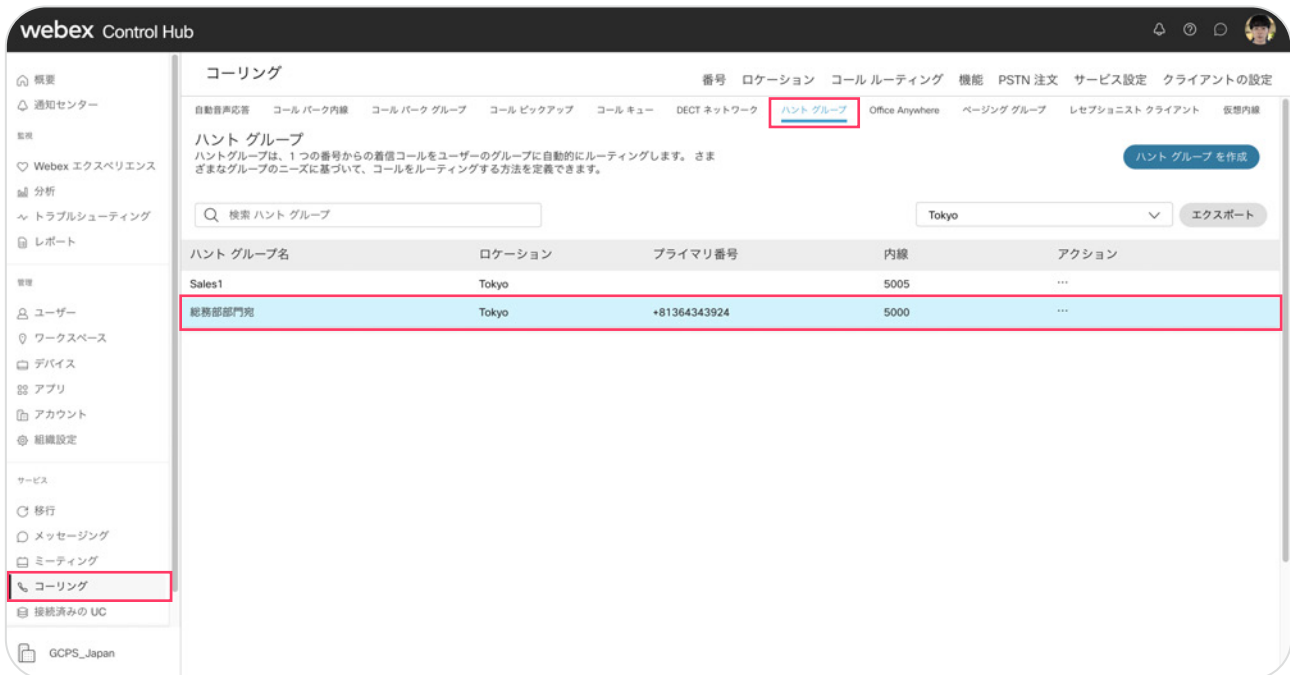 webex Control Hub
概要
通知センター
監視
Webex エクスペリエンス
分析
トラブルシューティング
レポート
管理
ユーザー
ワークスペース
デバイス
アプリ
アカウント
組織設定
サービス
移行
メッセージング
ミーティング
コーリング
接続済みの UC
GCPS_Japan
コーリング
番号 ロケーション コール ルーティング 機能 PSTN 注文 サービス設定 クライアントの設定
自動音声応答 コール パーク内線 コール パーク グループ コール ピックアップ コール キュー DECT ネットワーク ハント グループ Office Anywhere ページング グループ レセプショニスト クライアント 仮想内線
ハント グループ
ハントグループは、1 つの番号からの着信コールをユーザーのグループに自動的にルーティングします。 さま
ざまなグループのニーズに基づいて、コールをルーティングする方法を定義できます。
ハント グループ を作成
検索 ハント グループ
Tokyo
エクスポート
ハント グループ名 ロケーション プライマリ番号 内線 アクション
Sales1 Tokyo 5005 …
総務部部門宛 Tokyo +81364343924 5000 …